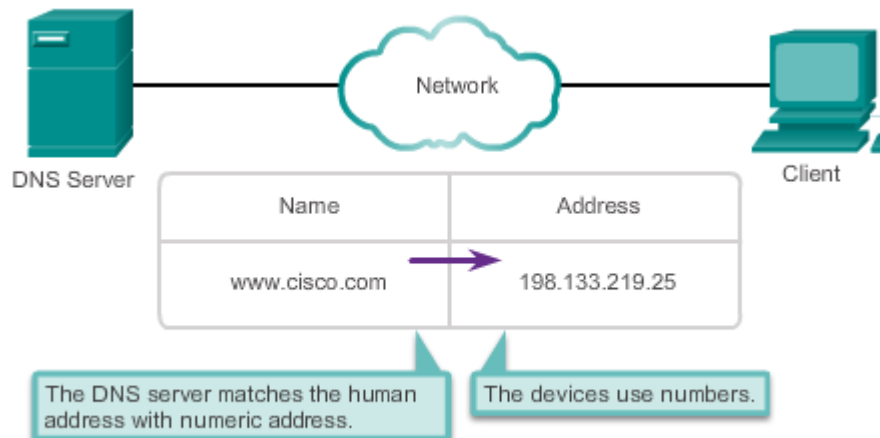 Network
DNS Server
Client
Name
Address
www.cisco.com
198.133.219.25
The DNS server matches the human
address with numeric address.
The devices use numbers.